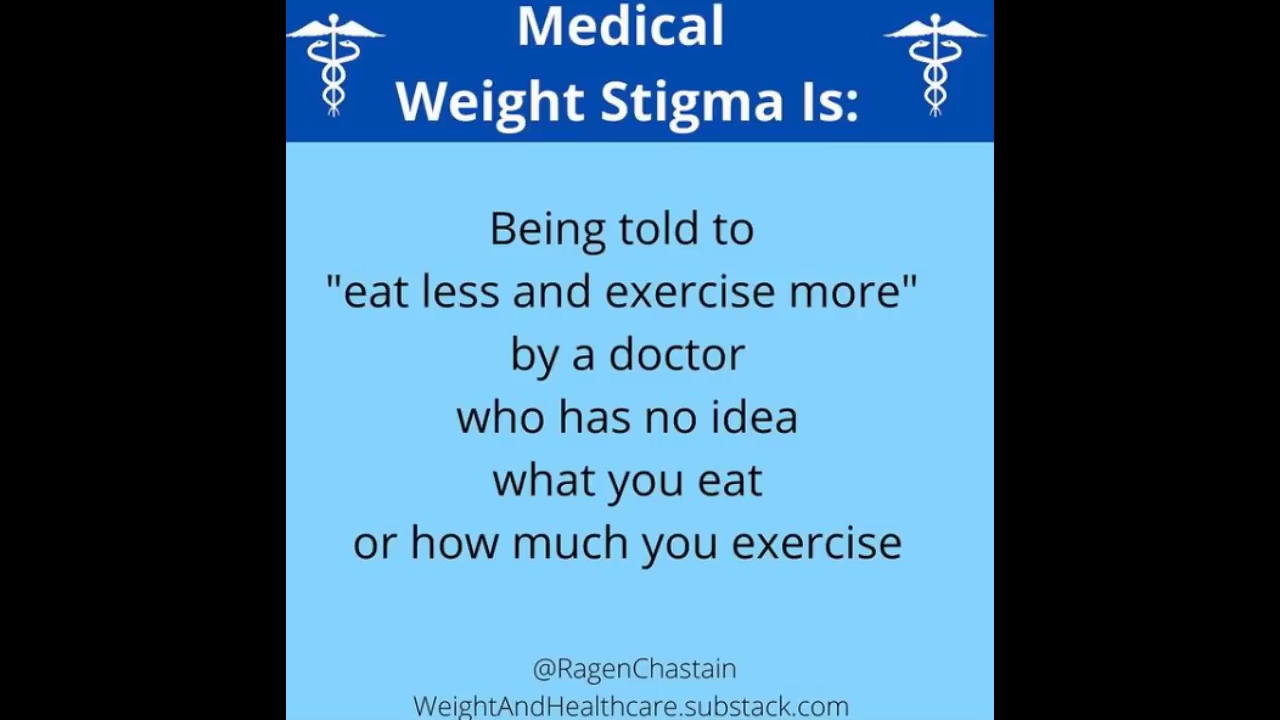 Medical
Weight Stigma Is:
Being told to
"eat less and exercise more"
by a doctor
who has no idea
what you eat
or how much you exercise
@RagenChastain
WeightAndHealthcare.substack.com